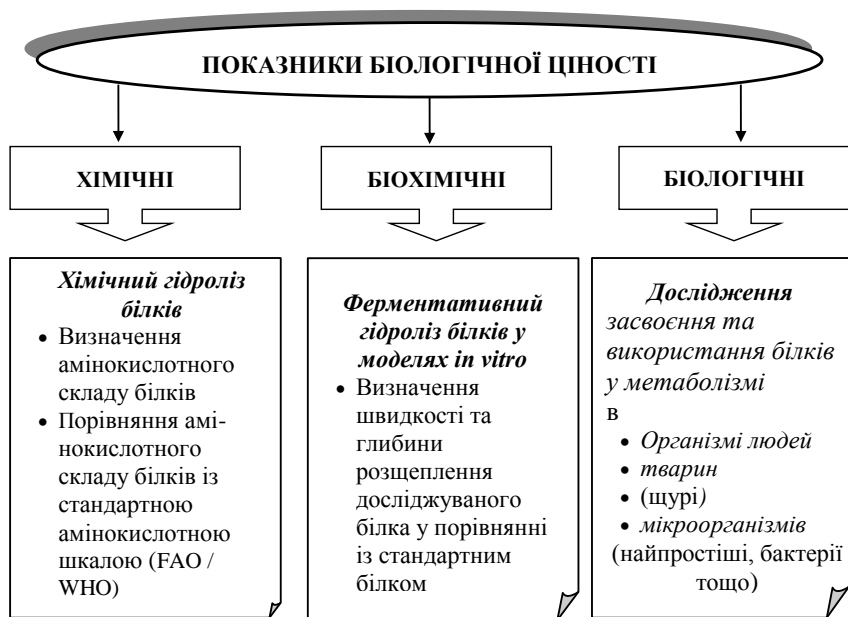 ПОКАЗНИКИ БІОЛОГІЧНОЇ ЦІНОСТІ
ХІМІЧНІ
БІОХІМІЧНІ
БІОЛОГІЧНІ
Хімічний гідроліз
білків
• Визначення
амінокислотного
складу білків
• Порівняння амі-
нокислотного
складу білків із
стандартною
амінокислотною
шкалою (FAO /
WHO)
Ферментативний
гідроліз білків у
моделях in vitro
• Визначення
швидкості та
глибини
розщеплення
досліджуваного
білка у порівнянні
із стандартним
білком
Дослідження
засвоєння та
використання білків
у метаболізмі
в
• Організмі людей
• тварин
• (щурі)
• мікроорганізмів
(найпростіші, бактерії
тощо)